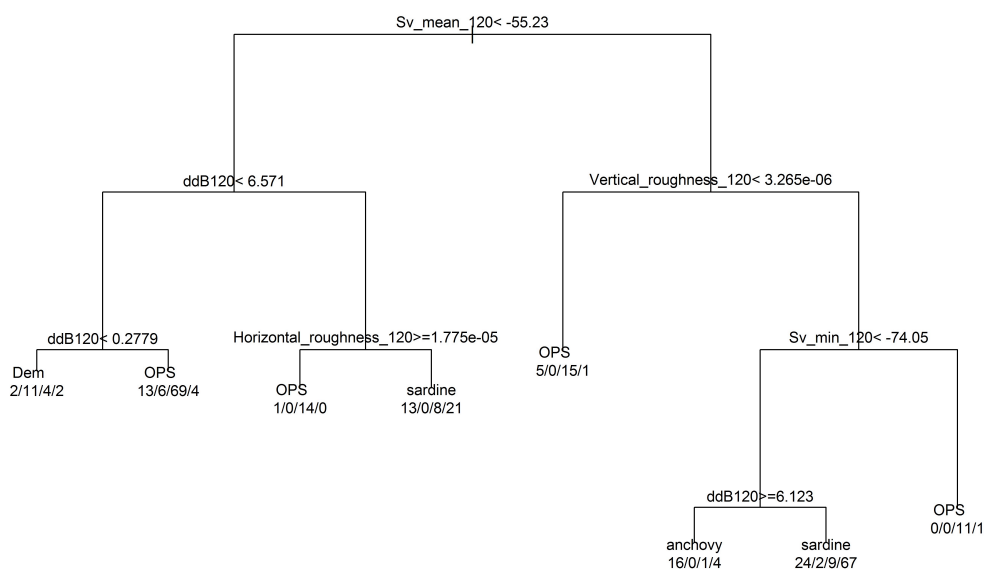 Sv_mean_120< -55.23
ddB120< 6.571
Vertical_roughness_120< 3.265e-06
ddB120< 0.2779
Horizontal_roughness_120>=1.775e-05
Sv_min_120< -74.05
OPS
5/0/15/1
Dem
2/11/4/2
OPS
13/6/69/4
OPS
1/0/14/0
sardine
13/0/8/21
ddB120>=6.123
OPS
0/0/11/1
anchovy
16/0/1/4
sardine
24/2/9/67